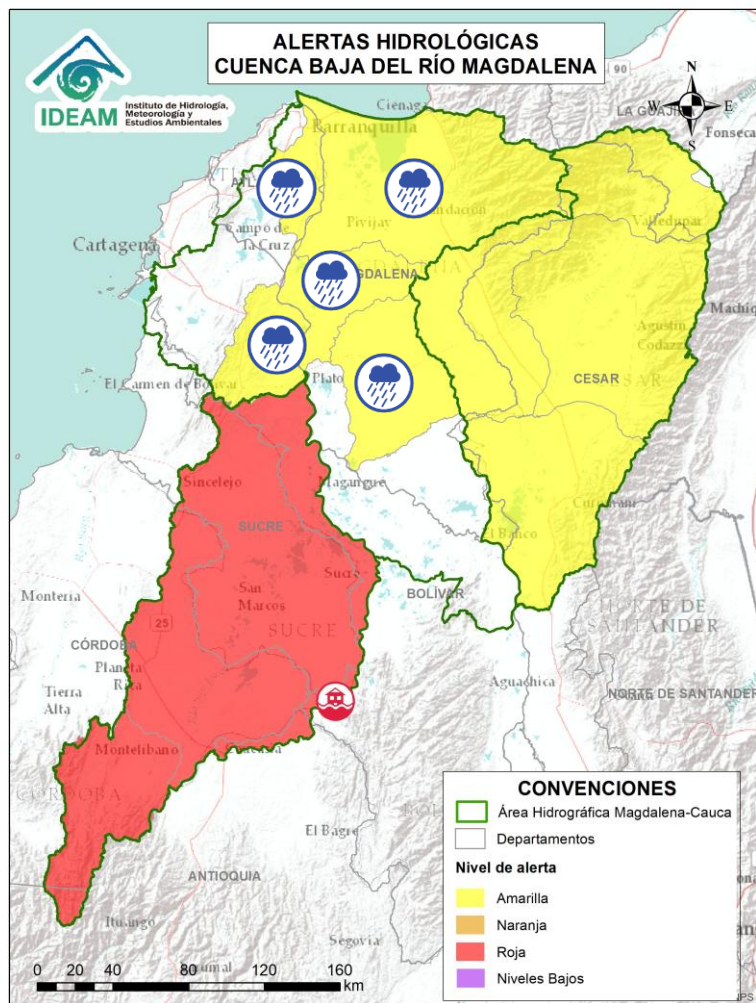 ALERTAS HIDROLÓGICAS
CUENCA BAJA DEL RÍO MAGDALENA
IDEAM
Instituto de Hidrología,
Meteorología y
Estudios Ambientales
N
W E
S
90
LA GUAJI
Fonseca
Ciénaga
Barranquilla
Pivijay
Valledupar
Campo de
la Cruz
Cartagena
Machiq
Agustín
Codazzi
CESAR
El Carmen de Bolívar
Plato
Sincelejo
Magangue
SUCRE
Curumaní
El Banco
Sucre
San
Marcos
SUCRE
BOLÍVAR
Montería
25
CÓRDOBA
Planeta
Rica
Tierra
Alta
NORTE DE
SANTANDER
Aguachica
NORTE DE SANTANDER
Montelíbano
CÓRDOBA
El Bagre
ANTIOQUIA
Ituango
Segovia
CONVENCIONES
Área Hidrográfica Magdalena-Cauca
Departamentos
Nivel de alerta
Amarilla
Naranja
Roja
Niveles Bajos
0 20 40 80 120 160
km